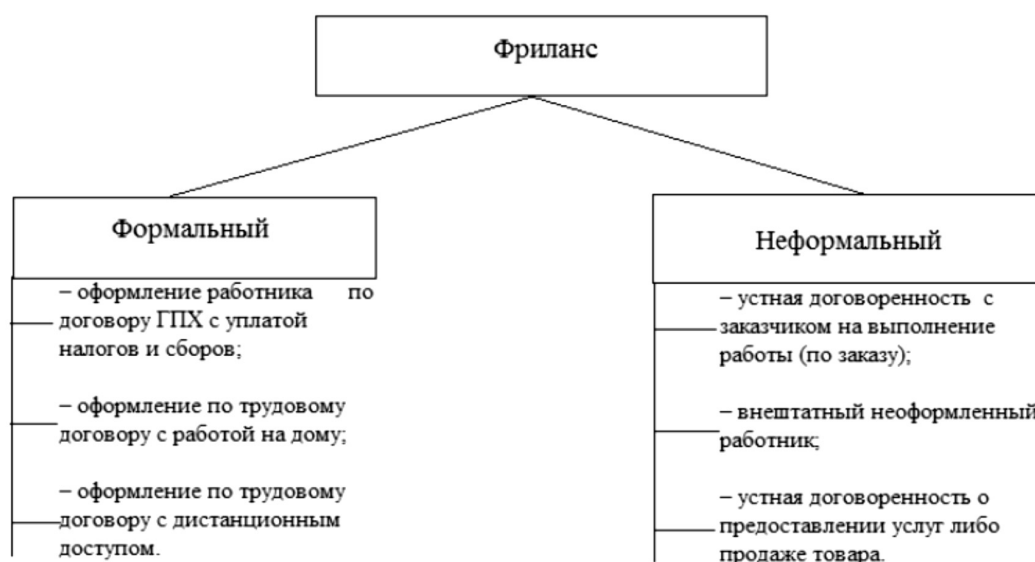 Фриланс
Формальный
– оформление работника по
договору ГПХ с уплатой
налогов и сборов;
– оформление по трудовому
договору с работой на дому;
– оформление по трудовому
договору с дистанционным
доступом.
Неформальный
– устная договоренность с
заказчиком на выполнение
работы (по заказу);
– внештатный неоформленный
работник;
– устная договоренность о
предоставлении услуг либо
продаже товара.